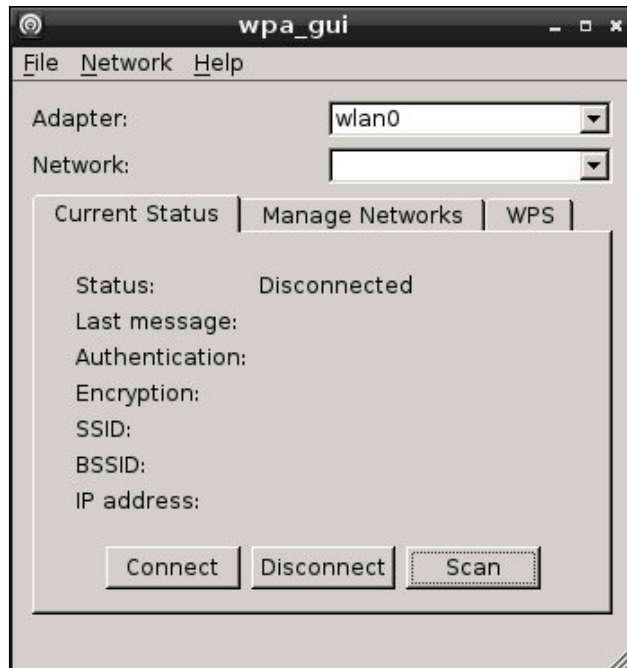 wpa_gui
File Network Help
Adapter: wlan0
Network:
Current Status Manage Networks WPS
Status: Disconnected
Last message:
Authentication:
Encryption:
SSID:
BSSID:
IP address:
Connect Disconnect Scan